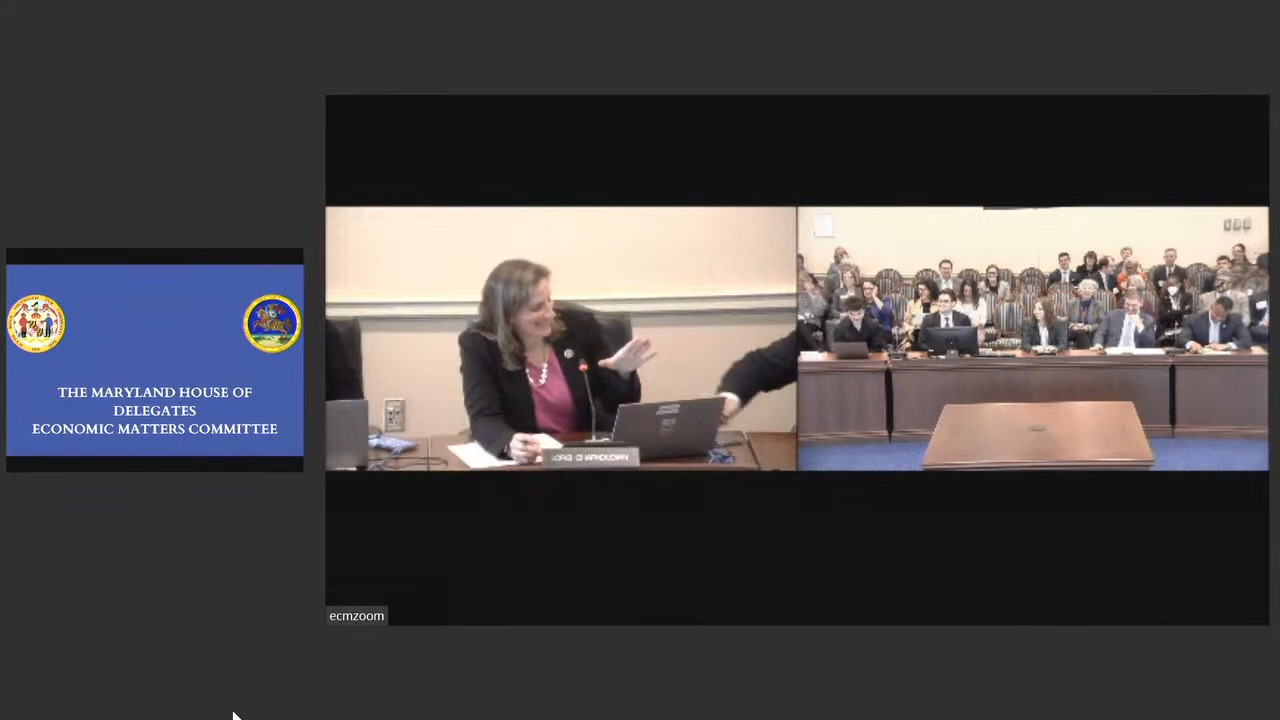 THE MARYLAND HOUSE OF
DELEGATES
ECONOMIC MATTERS COMMITTEE
ecmzoom